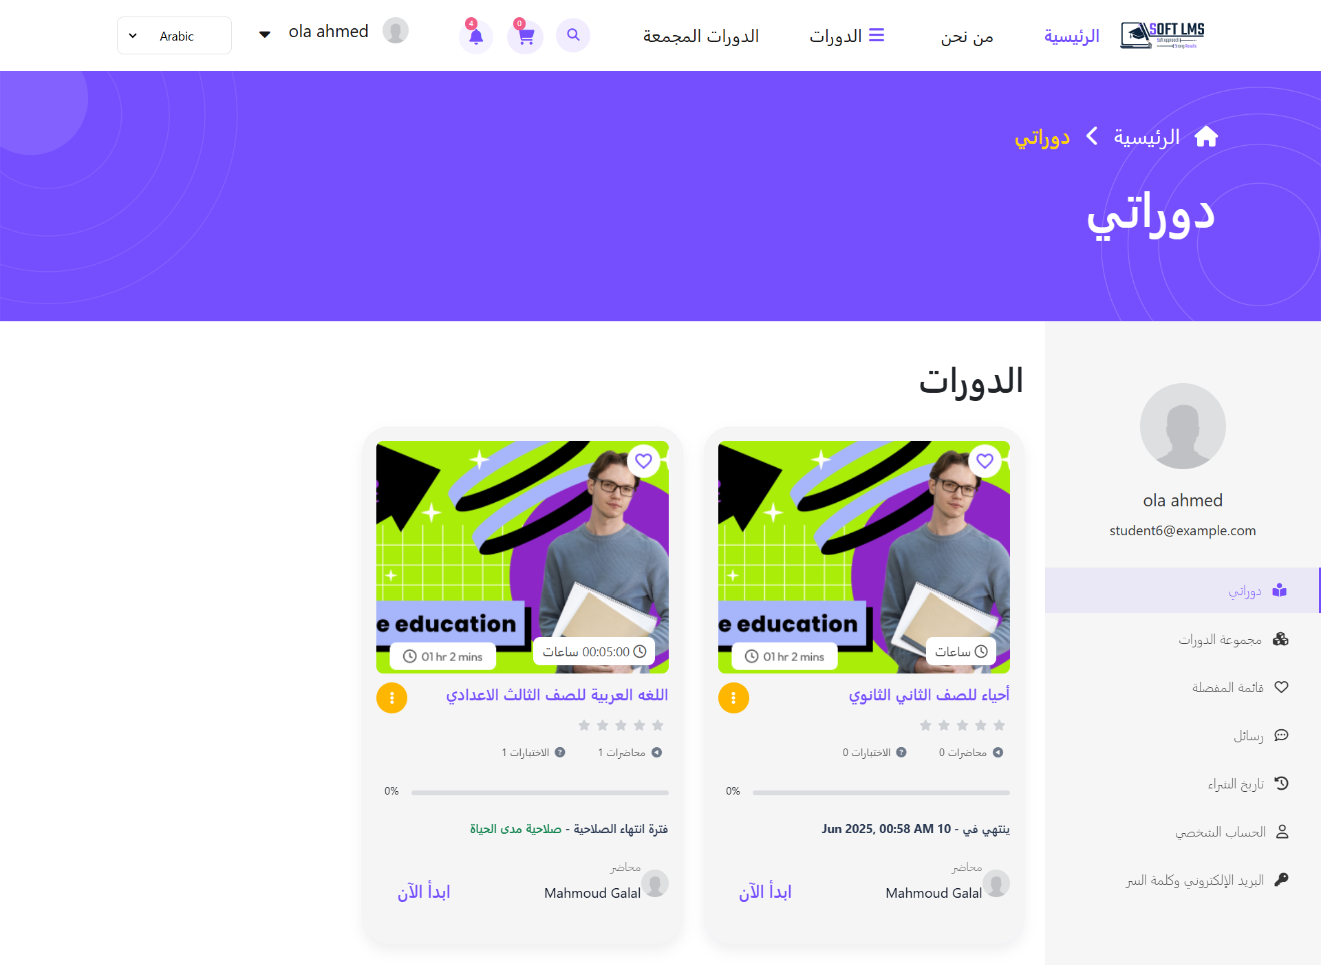 SOFT LMS
الرئيسية
من نحن
الدورات
الدورات المجمعة
0
4
ola ahmed
Arabic
الرئيسية
دوراتي
دوراتي
ola ahmed
student6@example.com
دوراتي
مجموعة الدورات
قائمة المفضلة
رسائل
تاريخ الشراء
الحساب الشخصي
البريد الإلكتروني وكلمة السر
الدورات
e education
01 hr 2 mins
ساعات
أحياء للصف الثاني الثانوي
0 محاضرات
0 الاختبارات
0%
ينتهي في - 10 Jun 2025, 00:58 AM
محاضر
Mahmoud Galal
ابدأ الآن
e education
01 hr 2 mins
00:05:00 ساعات
اللغه العربية للصف الثالث الاعدادي
1 محاضرات
1 الاختبارات
0%
فترة انتهاء الصلاحية - صلاحية مدى الحياة
محاضر
Mahmoud Galal
ابدأ الآن